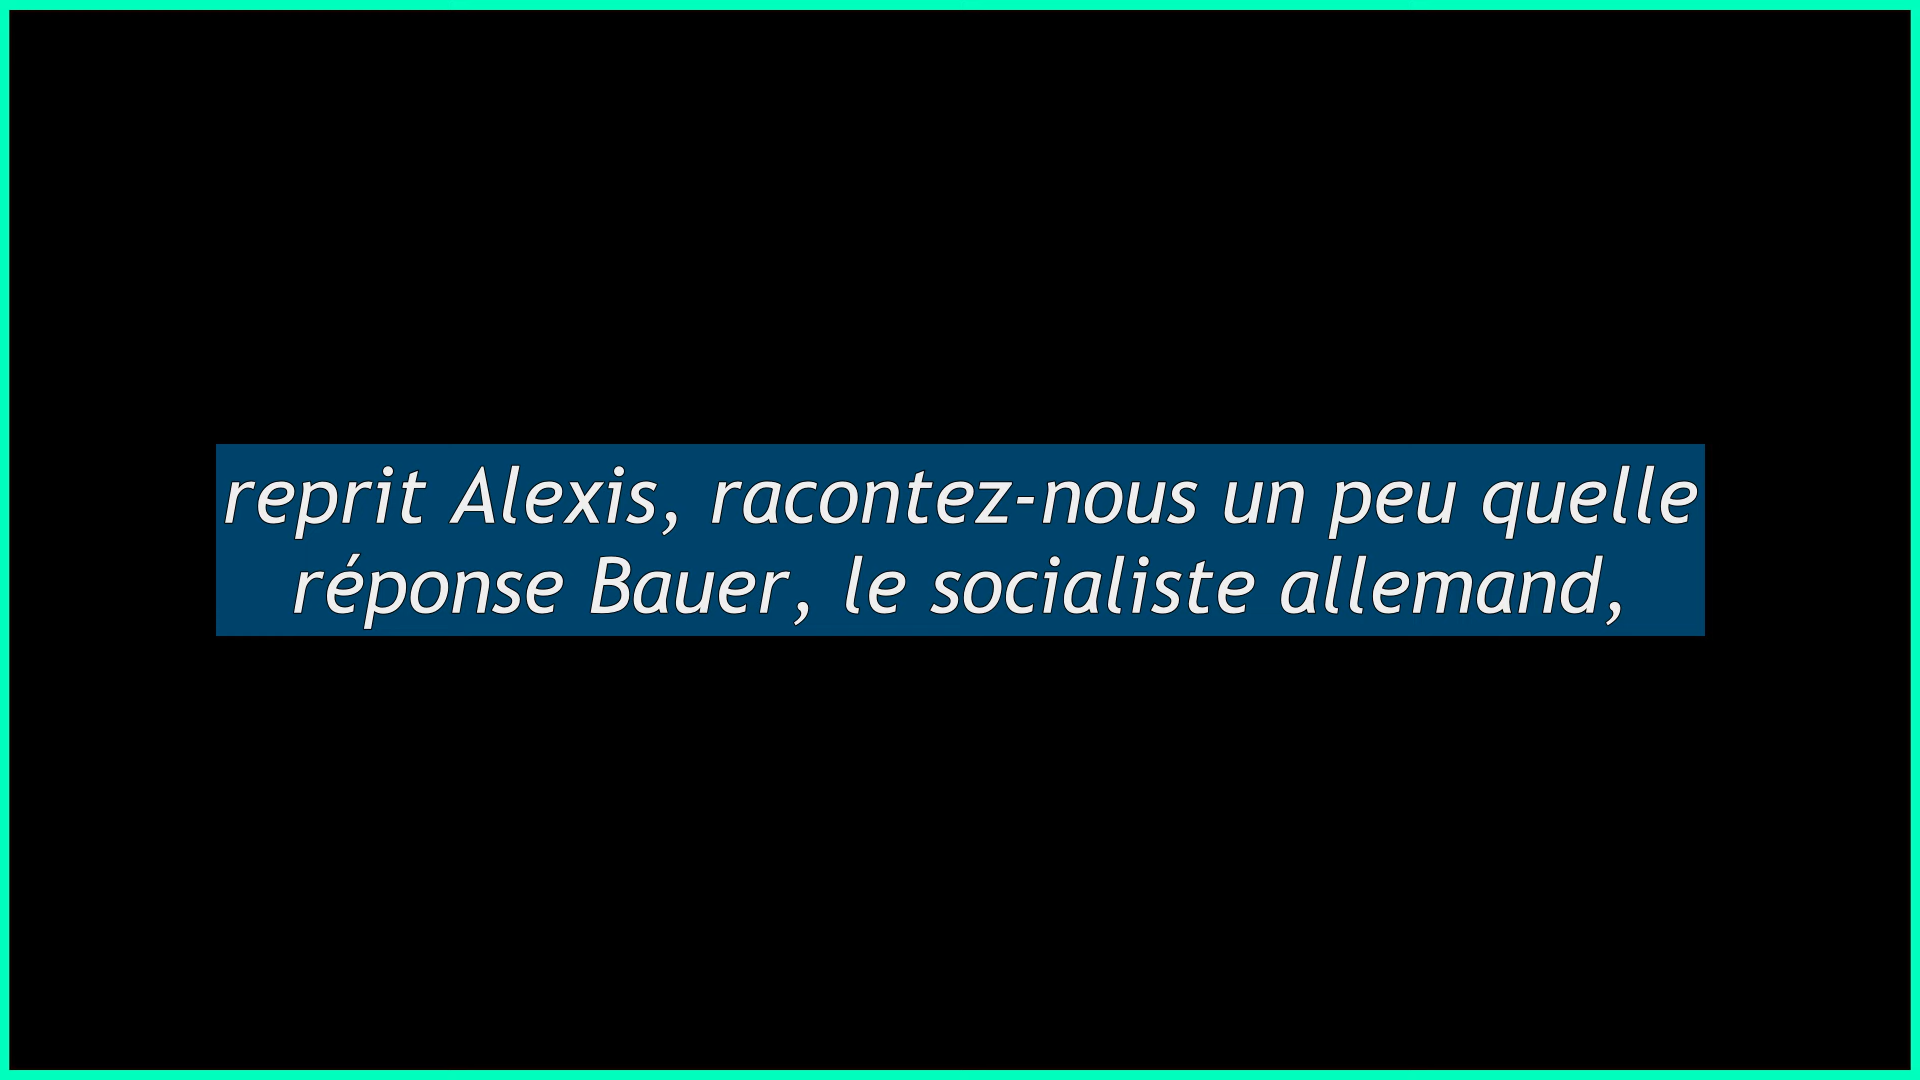 reprit Alexis, racontez-nous un peu quelle
réponse Bauer, le socialiste allemand,